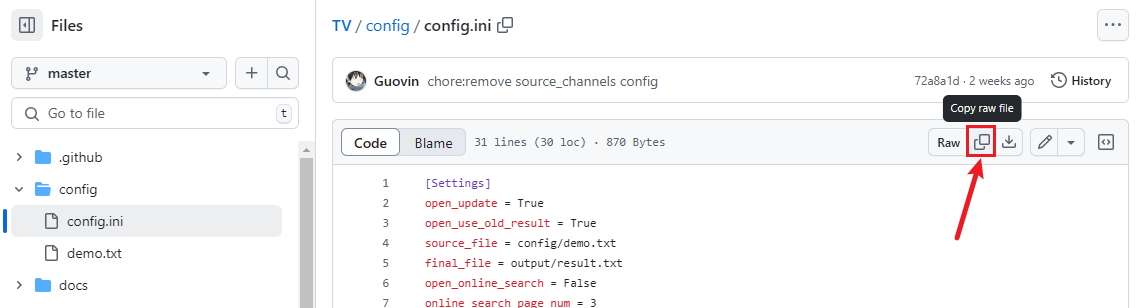 Files
master
Go to file
t
.github
config
config.ini
demo.txt
docs
TV / config / config.ini
Guovin chore:remove source_channels config
72a8a1d · 2 weeks ago
History
Copy raw file
Code
Blame
31 lines (30 loc) · 870 Bytes
Raw
1 [Settings]
2 open_update = True
3 open_use_old_result = True
4 source_file = config/demo.txt
5 final_file = output/result.txt
6 open_online_search = False
7 online_search_page_num = 3